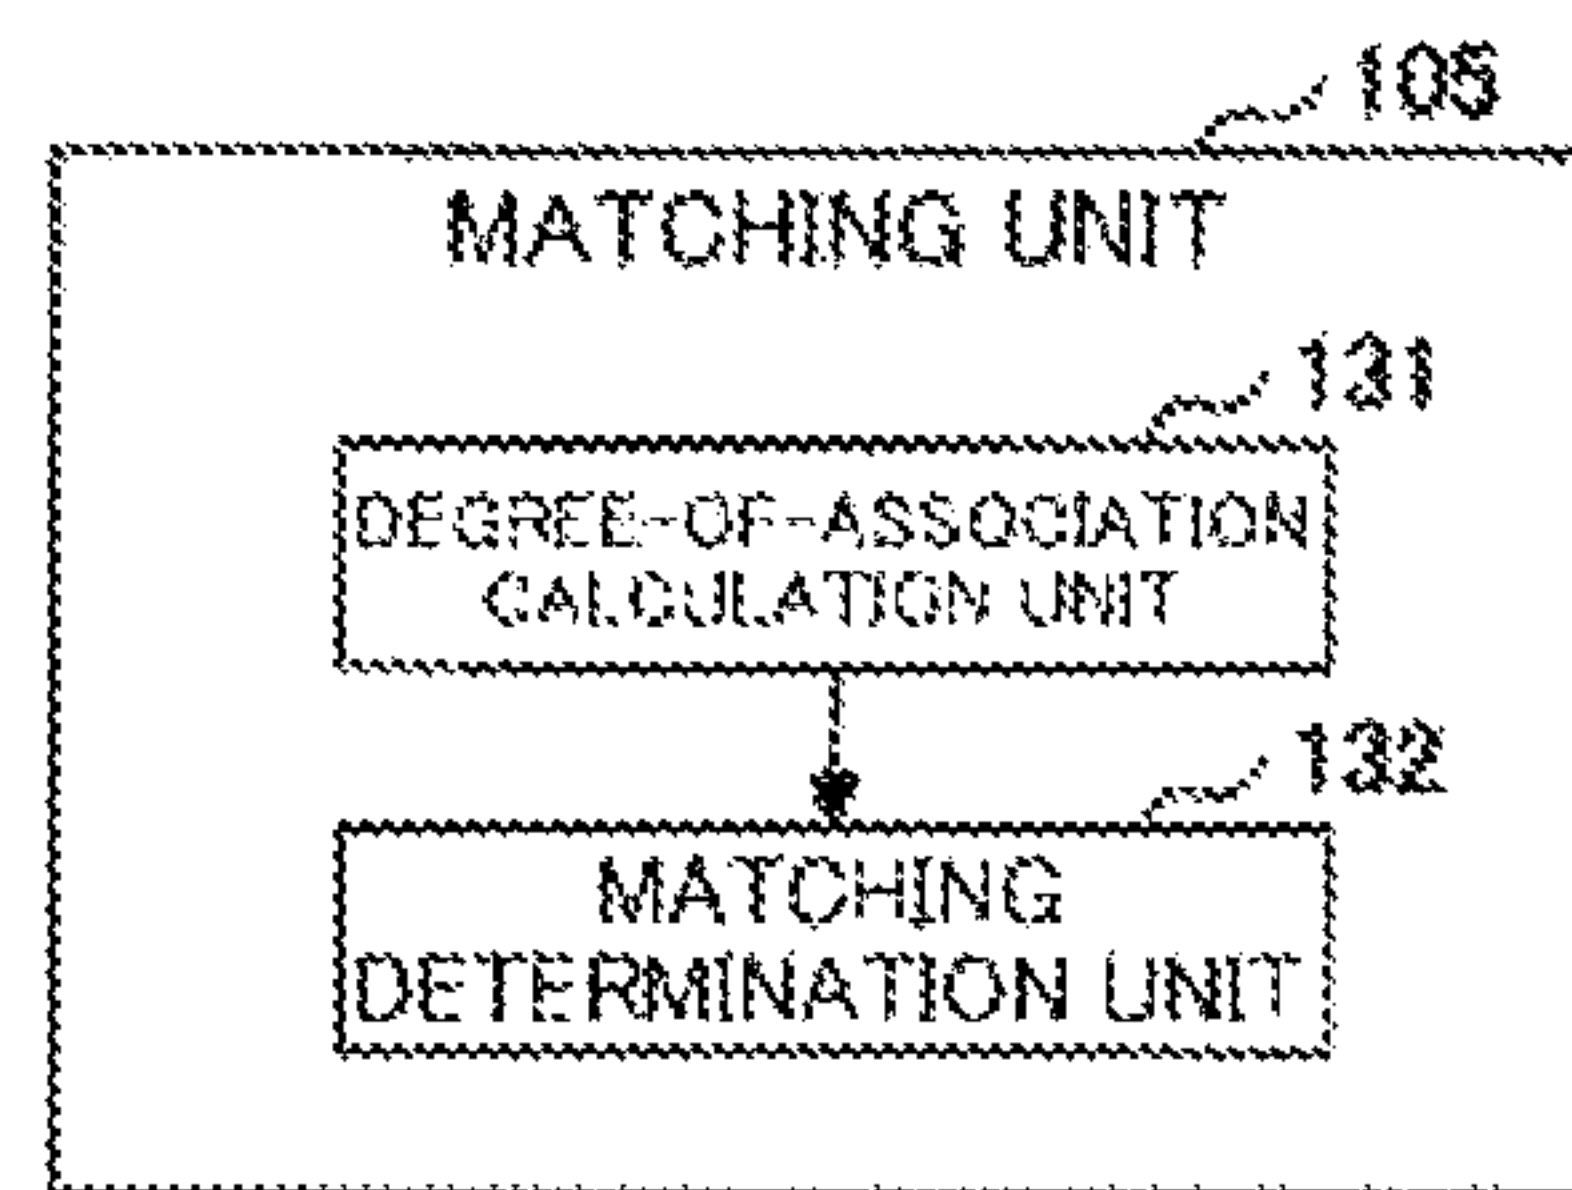 105
MATCHING UNIT
131
DEGREE-OF-ASSOCIATION
CALCULATION UNIT
132
MATCHING
DETERMINATION UNIT